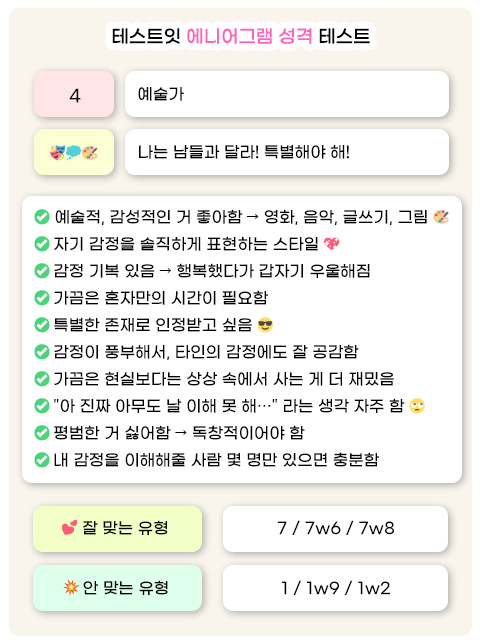 테스트잇 에니어그램 성격 테스트
4
예술가
🎭💭🎨
나는 남들과 달라! 특별해야 해!
✅ 예술적, 감성적인 거 좋아함 → 영화, 음악, 글쓰기, 그림 🎨
✅ 자기 감정을 솔직하게 표현하는 스타일 💖
✅ 감정 기복 있음 → 행복했다가 갑자기 우울해짐
✅ 가끔은 혼자만의 시간이 필요함
✅ 특별한 존재로 인정받고 싶음 😎
✅ 감정이 풍부해서, 타인의 감정에도 잘 공감함
✅ 가끔은 현실보다는 상상 속에서 사는 게 더 재밌음
✅ "아 진짜 아무도 날 이해 못 해…" 라는 생각 자주 함 🙄
✅ 평범한 거 싫어함 → 독창적이어야 함
✅ 내 감정을 이해해줄 사람 몇 명만 있으면 충분함
💕 잘 맞는 유형
7 / 7w6 / 7w8
💥 안 맞는 유형
1 / 1w9 / 1w2